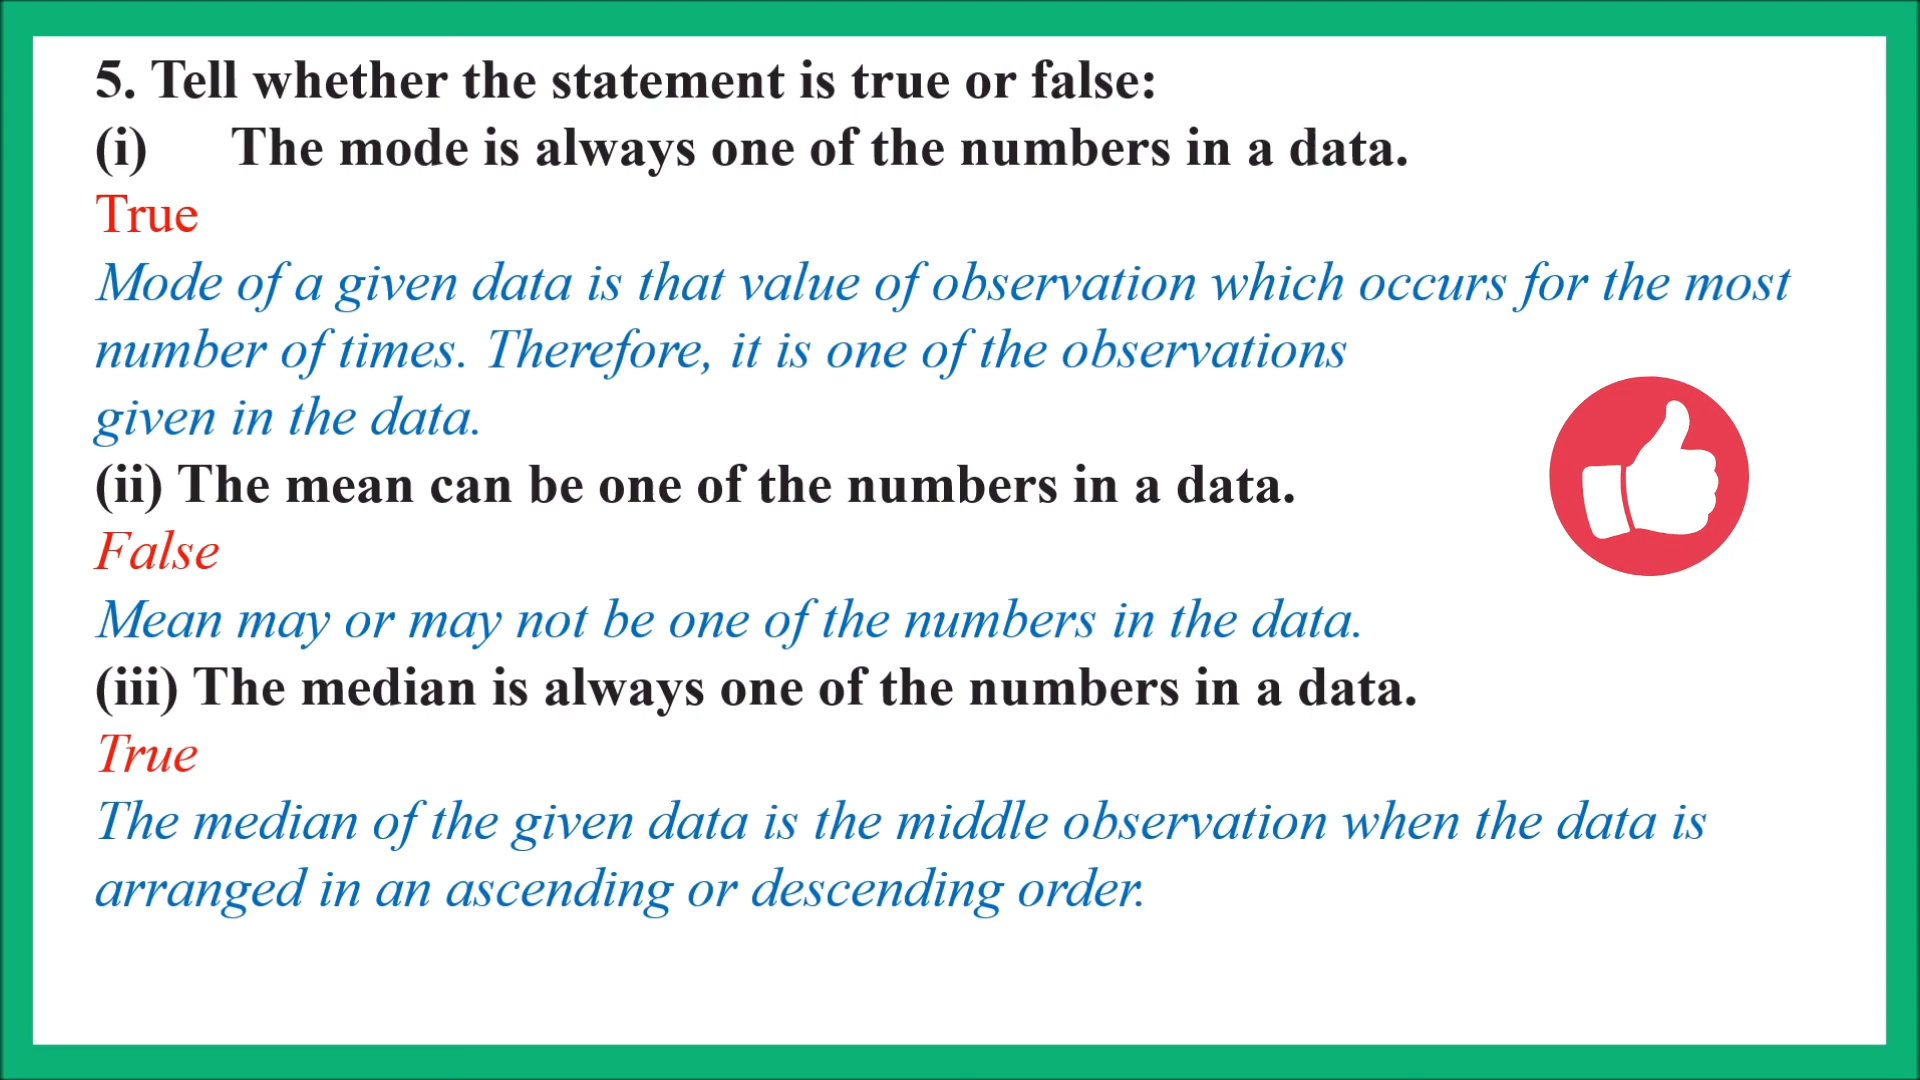 5. Tell whether the statement is true or false:
(i) The mode is always one of the numbers in a data.
True
Mode of a given data is that value of observation which occurs for the most
number of times. Therefore, it is one of the observations
given in the data.
(ii) The mean can be one of the numbers in a data.
False
Mean may or may not be one of the numbers in the data.
(iii) The median is always one of the numbers in a data.
True
The median of the given data is the middle observation when the data is
arranged in an ascending or descending order.